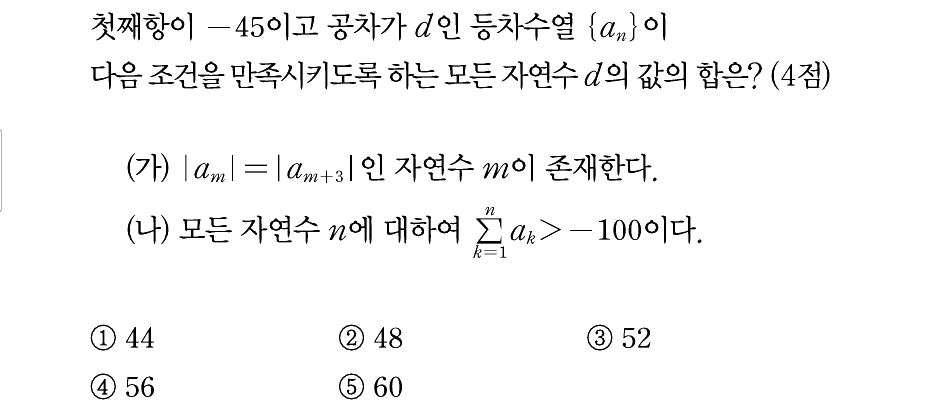 첫째항이 −45이고 공차가 d인 등차수열 {aₙ}이
다음 조건을 만족시키도록 하는 모든 자연수 d의 값의 합은? (4점)
(가) |aₘ|=|aₘ₊₃|인 자연수 m이 존재한다.
(나) 모든 자연수 n에 대하여 \sum_{k=1}^{n} aₖ>−100이다.
① 44 ② 48 ③ 52
④ 56 ⑤ 60